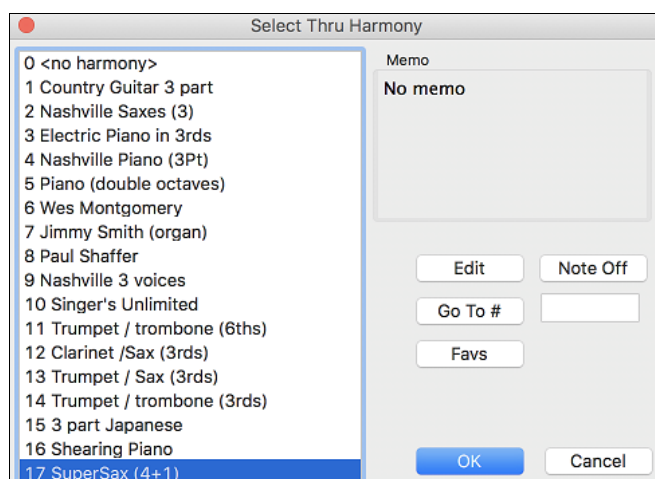 Select Thru Harmony
0 <no harmony>
1 Country Guitar 3 part
2 Nashville Saxes (3)
3 Electric Piano in 3rds
4 Nashville Piano (3Pt)
5 Piano (double octaves)
6 Wes Montgomery
7 Jimmy Smith (organ)
8 Paul Shaffer
9 Nashville 3 voices
10 Singer's Unlimited
11 Trumpet / trombone (6ths)
12 Clarinet /Sax (3rds)
13 Trumpet / Sax (3rds)
14 Trumpet / trombone (3rds)
15 3 part Japanese
16 Shearing Piano
17 SuperSax (4+1)
Memo
No memo
Edit
Note Off
Go To #
Favs
OK
Cancel